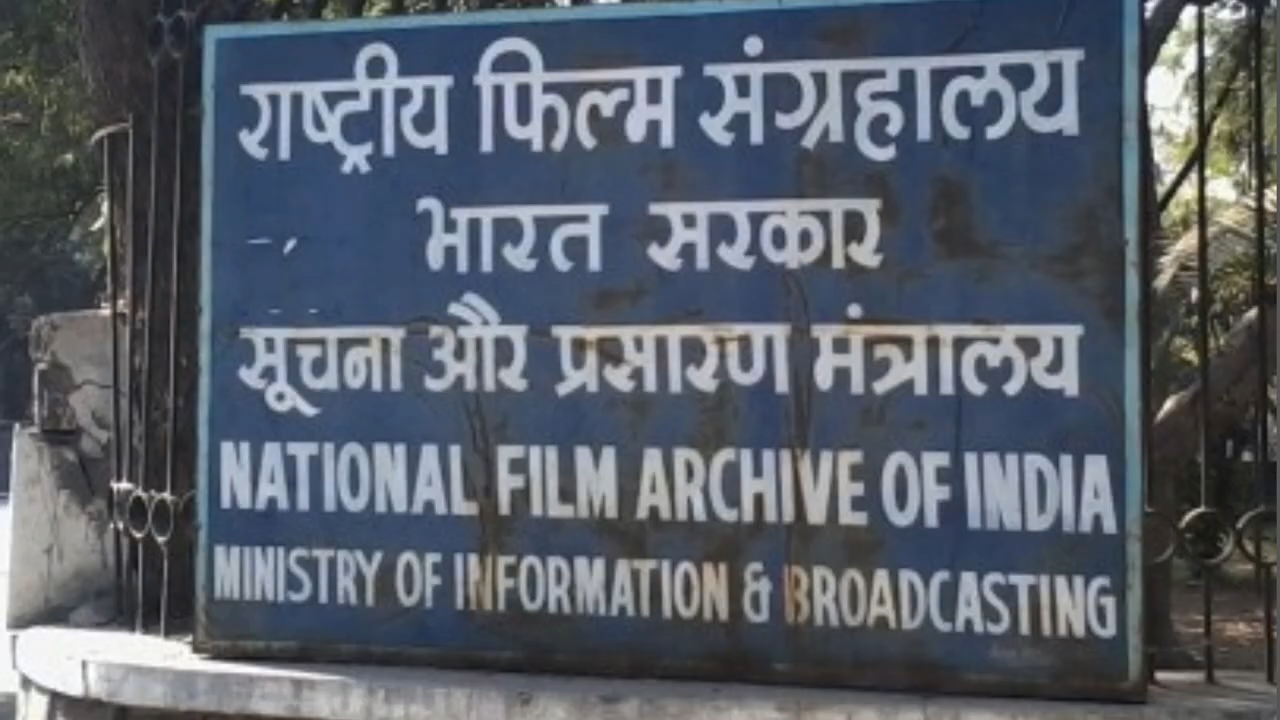 राष्ट्रीय फिल्म संग्रहालय
भारत सरकार
सूचना और प्रसारण मंत्रालय
NATIONAL FILM ARCHIVE OF INDIA
MINISTRY OF INFORMATION & BROADCASTING